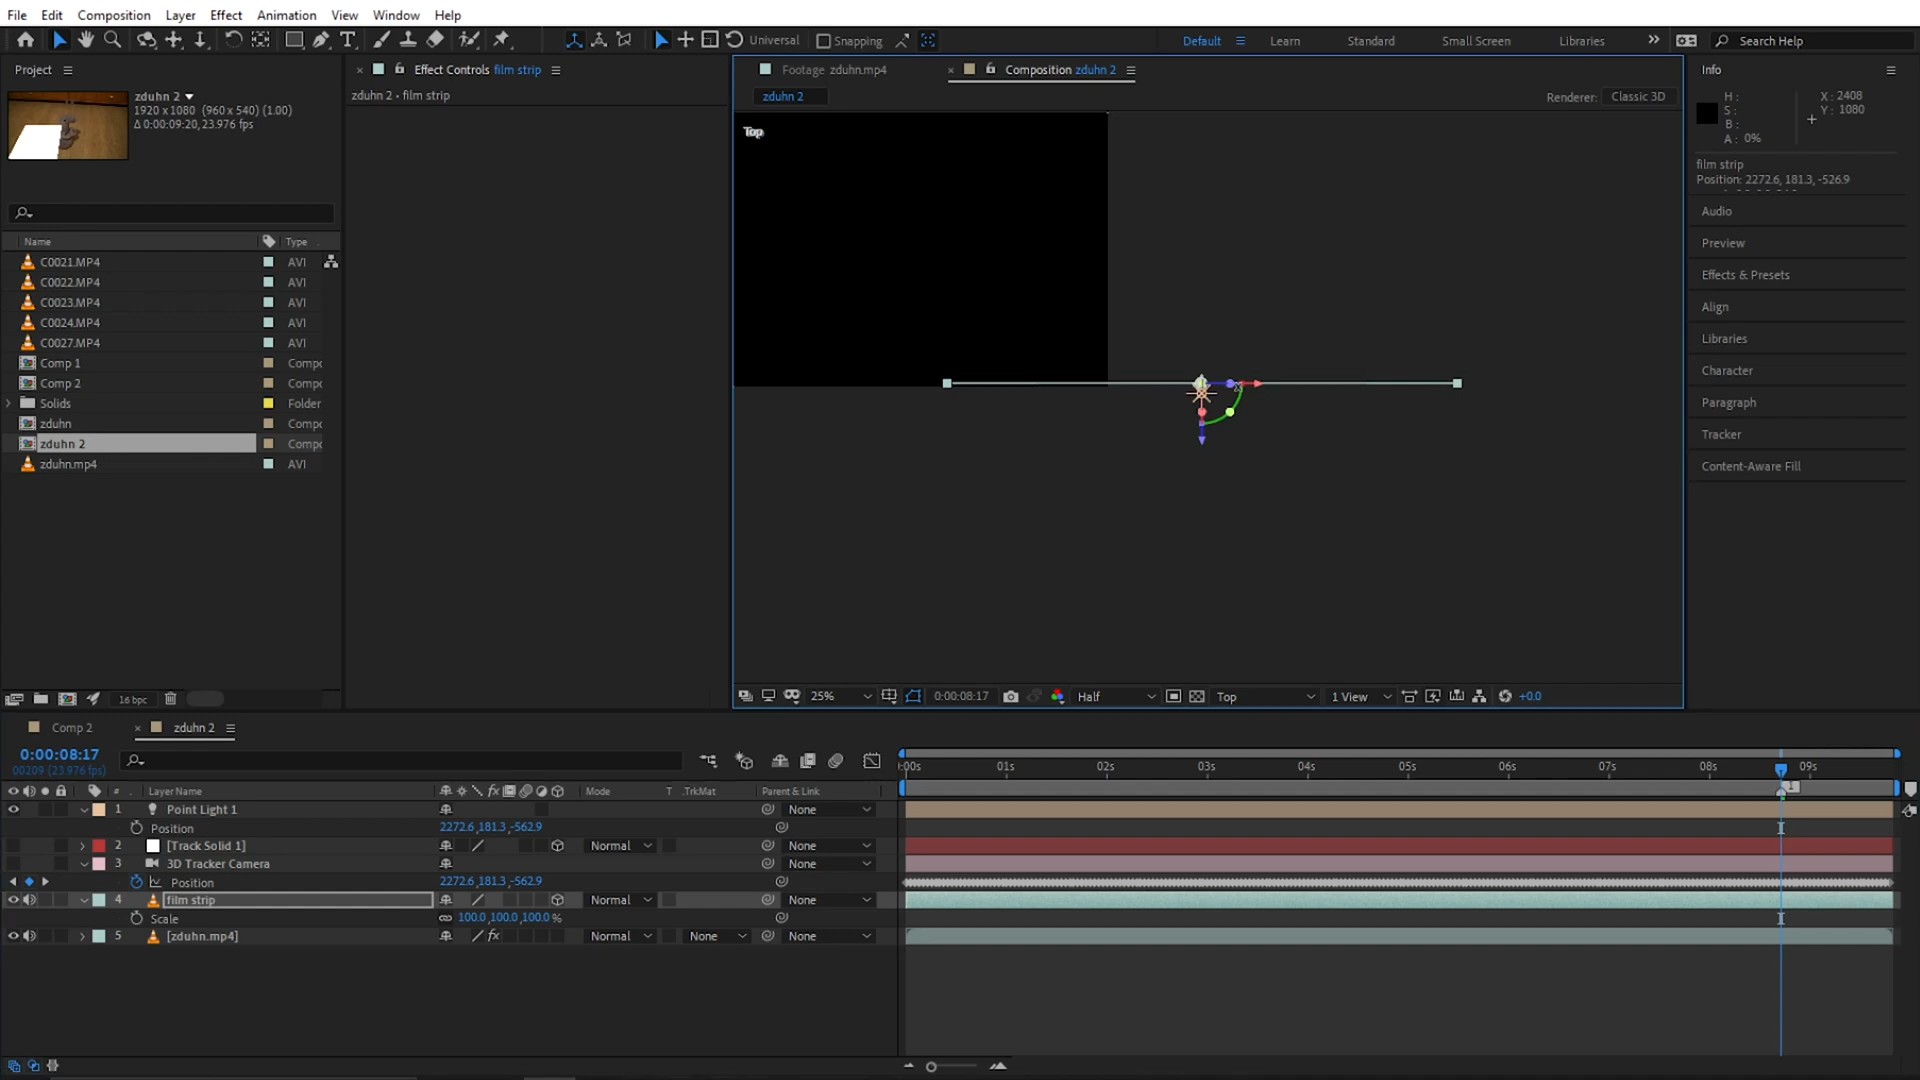 File Edit Composition Layer Effect Animation View Window Help
Universal Snapping Default Learn Standard Small Screen Libraries Search Help
Project
zduhn 2
1920 x 1080 (960 x 540) (1.00)
Δ 0:00:09:20, 23.976 fps
Name Type
C0021.MP4 AVI
C0022.MP4 AVI
C0023.MP4 AVI
C0024.MP4 AVI
C0027.MP4 AVI
Comp 1 Compo
Comp 2 Compo
Solids Folder
zduhn Compo
zduhn 2 Compo
zduhn.mp4 AVI
16 bpc
Effect Controls film strip
zduhn 2 • film strip
Footage zduhn.mp4 Composition zduhn 2
zduhn 2 Renderer: Classic 3D
Top
25% 0:00:08:17 Half Top 1 View +0.0
Info
H: X: 2408
S: Y: 1080
B:
A: 0%
film strip
Position: 2272.6, 181.3, -526.9
Audio
Preview
Effects & Presets
Align
Libraries
Character
Paragraph
Tracker
Content-Aware Fill
Comp 2 zduhn 2
0:00:08:17
00209 (23.976 fps)
:00s 01s 02s 03s 04s 05s 06s 07s 08s 09s
# Layer Name Mode T .TrkMat Parent & Link
1 Point Light 1 None
Position 2272.6,181.3,-562.9
2 [Track Solid 1] Normal None
3 3D Tracker Camera None
Position 2272.6,181.3,-562.9
4 film strip Normal None
Scale 100.0,100.0,100.0 %
5 [zduhn.mp4] Normal None None